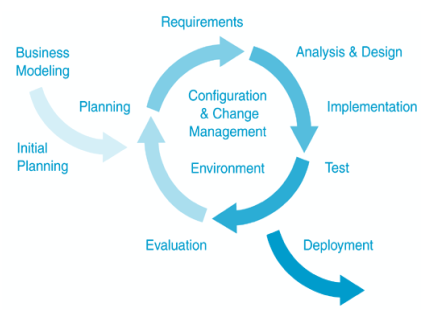 Requirements
Business
Modeling
Analysis & Design
Planning
Configuration
& Change
Management
Implementation
Initial
Planning
Environment
Test
Evaluation
Deployment